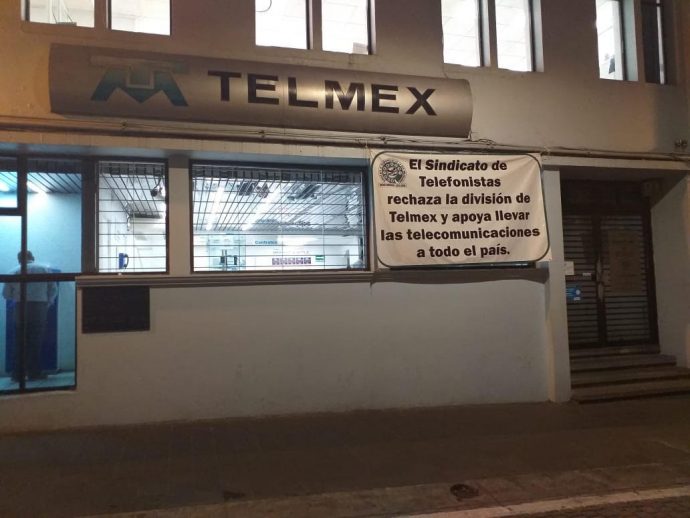 TELMEX
El Sindicato de
Telefonistas
rechaza la división de
Telmex y apoya llevar
las telecomunicaciones
a todo el país.